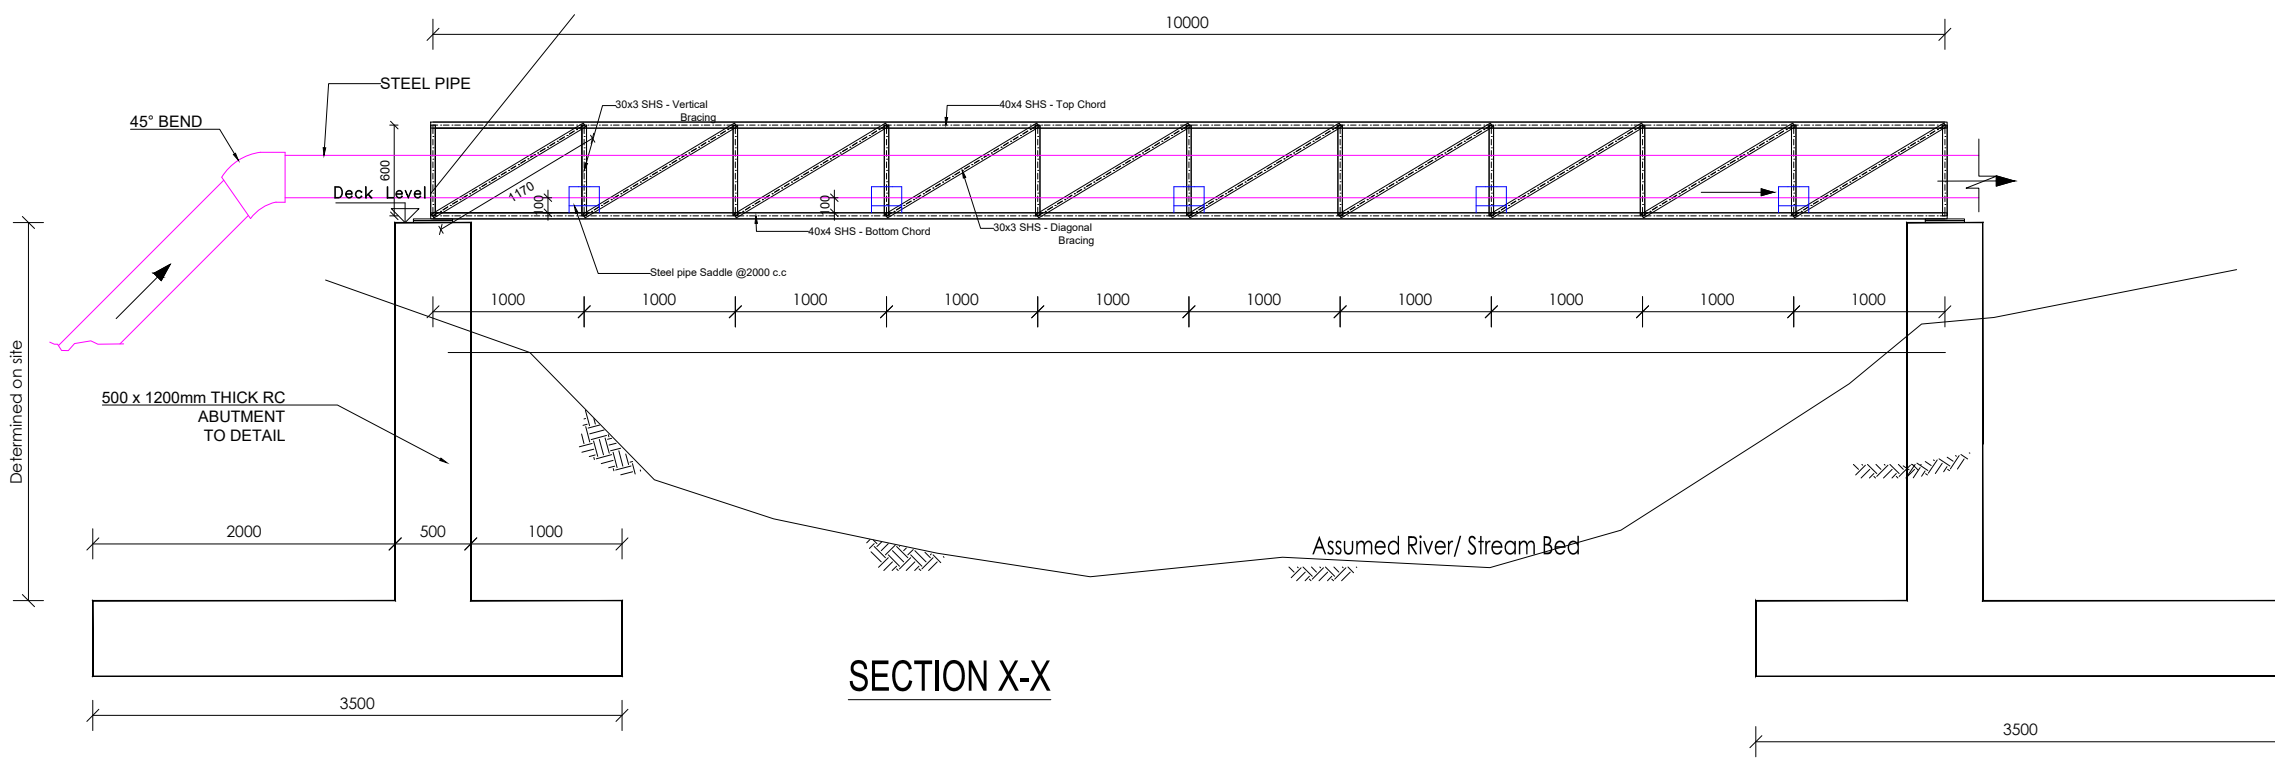 10000
STEEL PIPE
45° BEND
30x3 SHS - Vertical
Bracing
40x4 SHS - Top Chord
600
Deck Level
1170
100
100
40x4 SHS - Bottom Chord
30x3 SHS - Diagonal
Bracing
Steel pipe Saddle @2000 c.c
1000
1000
1000
1000
1000
1000
1000
1000
1000
1000
Determined on site
500 x 1200mm THICK RC
ABUTMENT
TO DETAIL
2000
500
1000
Assumed River/ Stream Bed
SECTION X-X
3500
3500